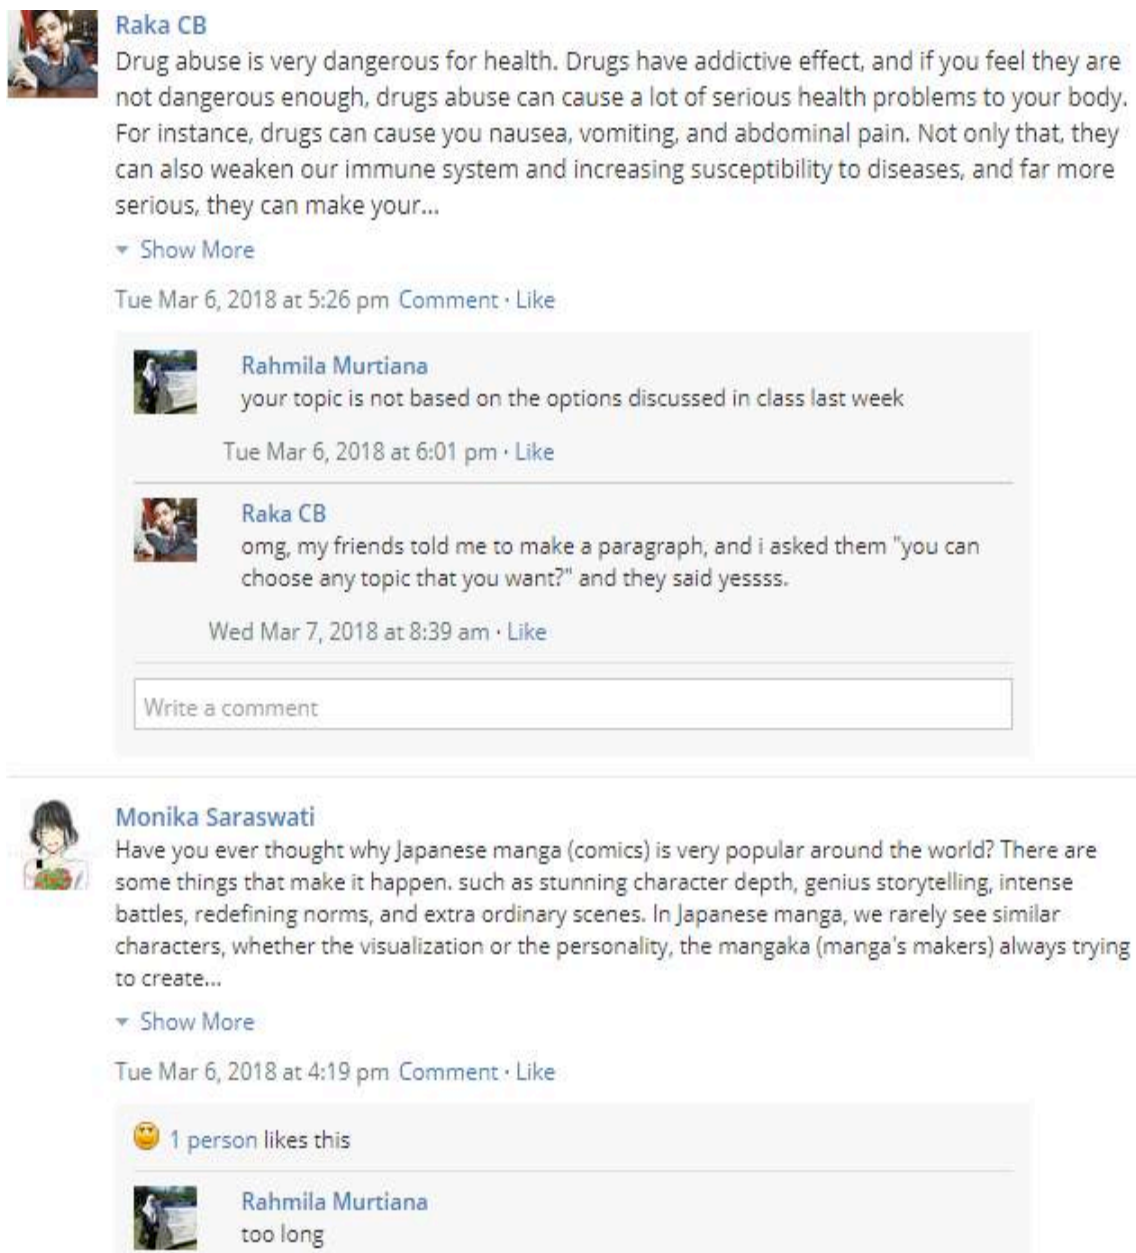 Raka CB
Drug abuse is very dangerous for health. Drugs have addictive effect, and if you feel they are
not dangerous enough, drugs abuse can cause a lot of serious health problems to your body.
For instance, drugs can cause you nausea, vomiting, and abdominal pain. Not only that, they
can also weaken our immune system and increasing susceptibility to diseases, and far more
serious, they can make your...
Show More
Tue Mar 6, 2018 at 5:26 pm Comment · Like
Rahmila Murtiana
your topic is not based on the options discussed in class last week
Tue Mar 6, 2018 at 6:01 pm · Like
Raka CB
omg, my friends told me to make a paragraph, and i asked them "you can
choose any topic that you want?" and they said yessss.
Wed Mar 7, 2018 at 8:39 am · Like
Write a comment
Monika Saraswati
Have you ever thought why Japanese manga (comics) is very popular around the world? There are
some things that make it happen. such as stunning character depth, genius storytelling, intense
battles, redefining norms, and extra ordinary scenes. In Japanese manga, we rarely see similar
characters, whether the visualization or the personality, the mangaka (manga's makers) always trying
to create...
Show More
Tue Mar 6, 2018 at 4:19 pm Comment · Like
1 person likes this
Rahmila Murtiana
too long